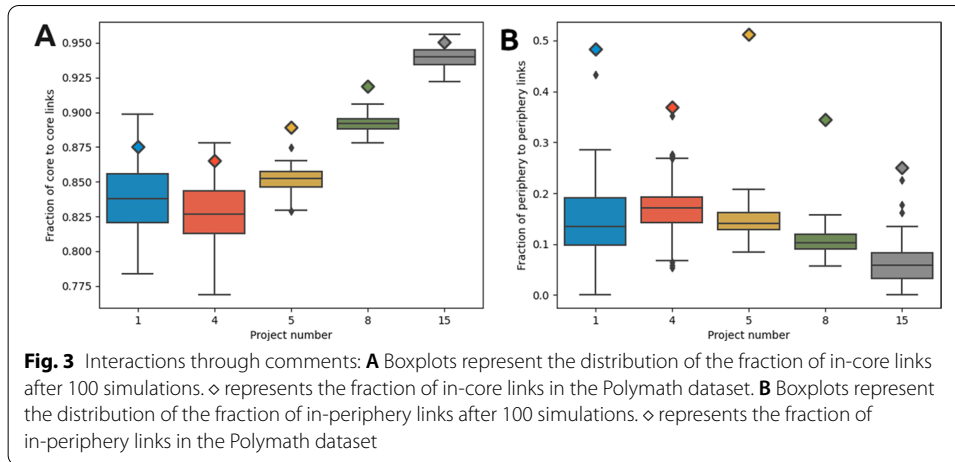 A
0.950
0.925
0.900
0.875
0.850
0.825
0.800
0.775
Fraction of core to core links
1 4 5 8 15
Project number
B
0.5
0.4
0.3
0.2
0.1
0.0
Fraction of periphery to periphery links
1 4 5 8 15
Project number
Fig. 3 Interactions through comments: A Boxplots represent the distribution of the fraction of in-core links
after 100 simulations. ◇ represents the fraction of in-core links in the Polymath dataset. B Boxplots represent
the distribution of the fraction of in-periphery links after 100 simulations. ◇ represents the fraction of
in-periphery links in the Polymath dataset